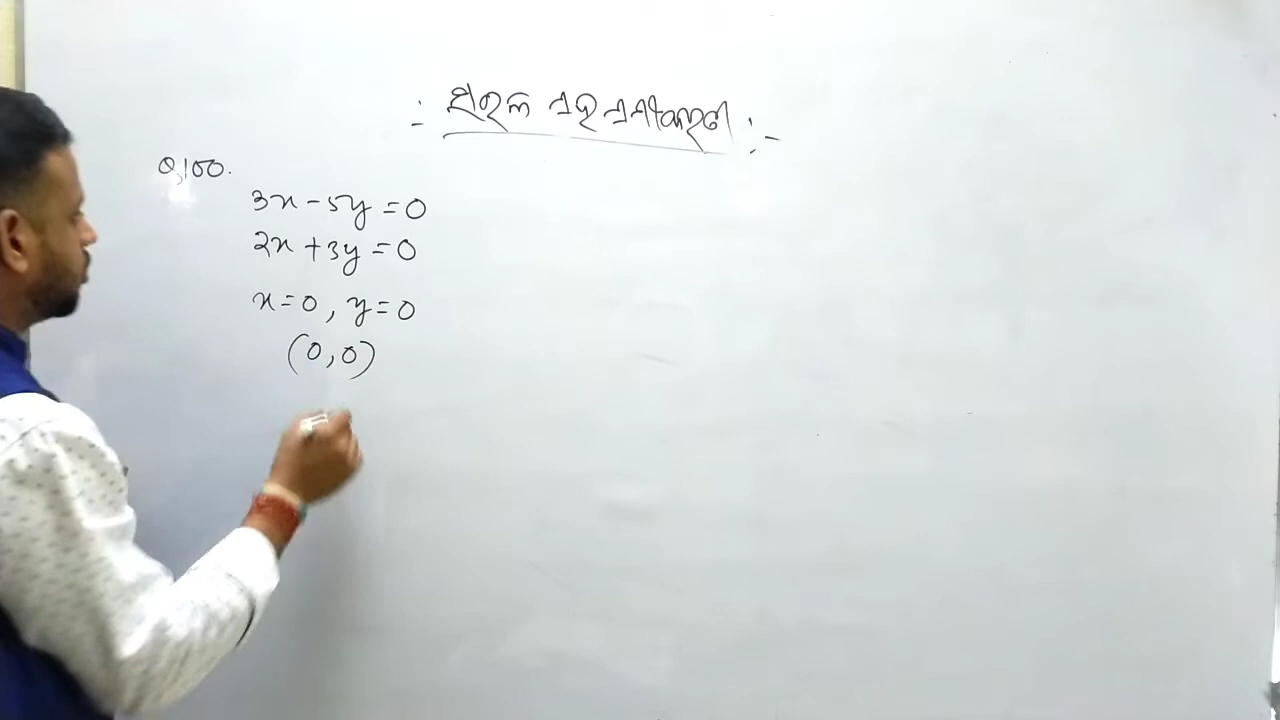 :- ସରଳ ସହସମୀକରଣ :-
Q100.
3x - 5y = 0
2x + 3y = 0
x = 0, y = 0
(0, 0)